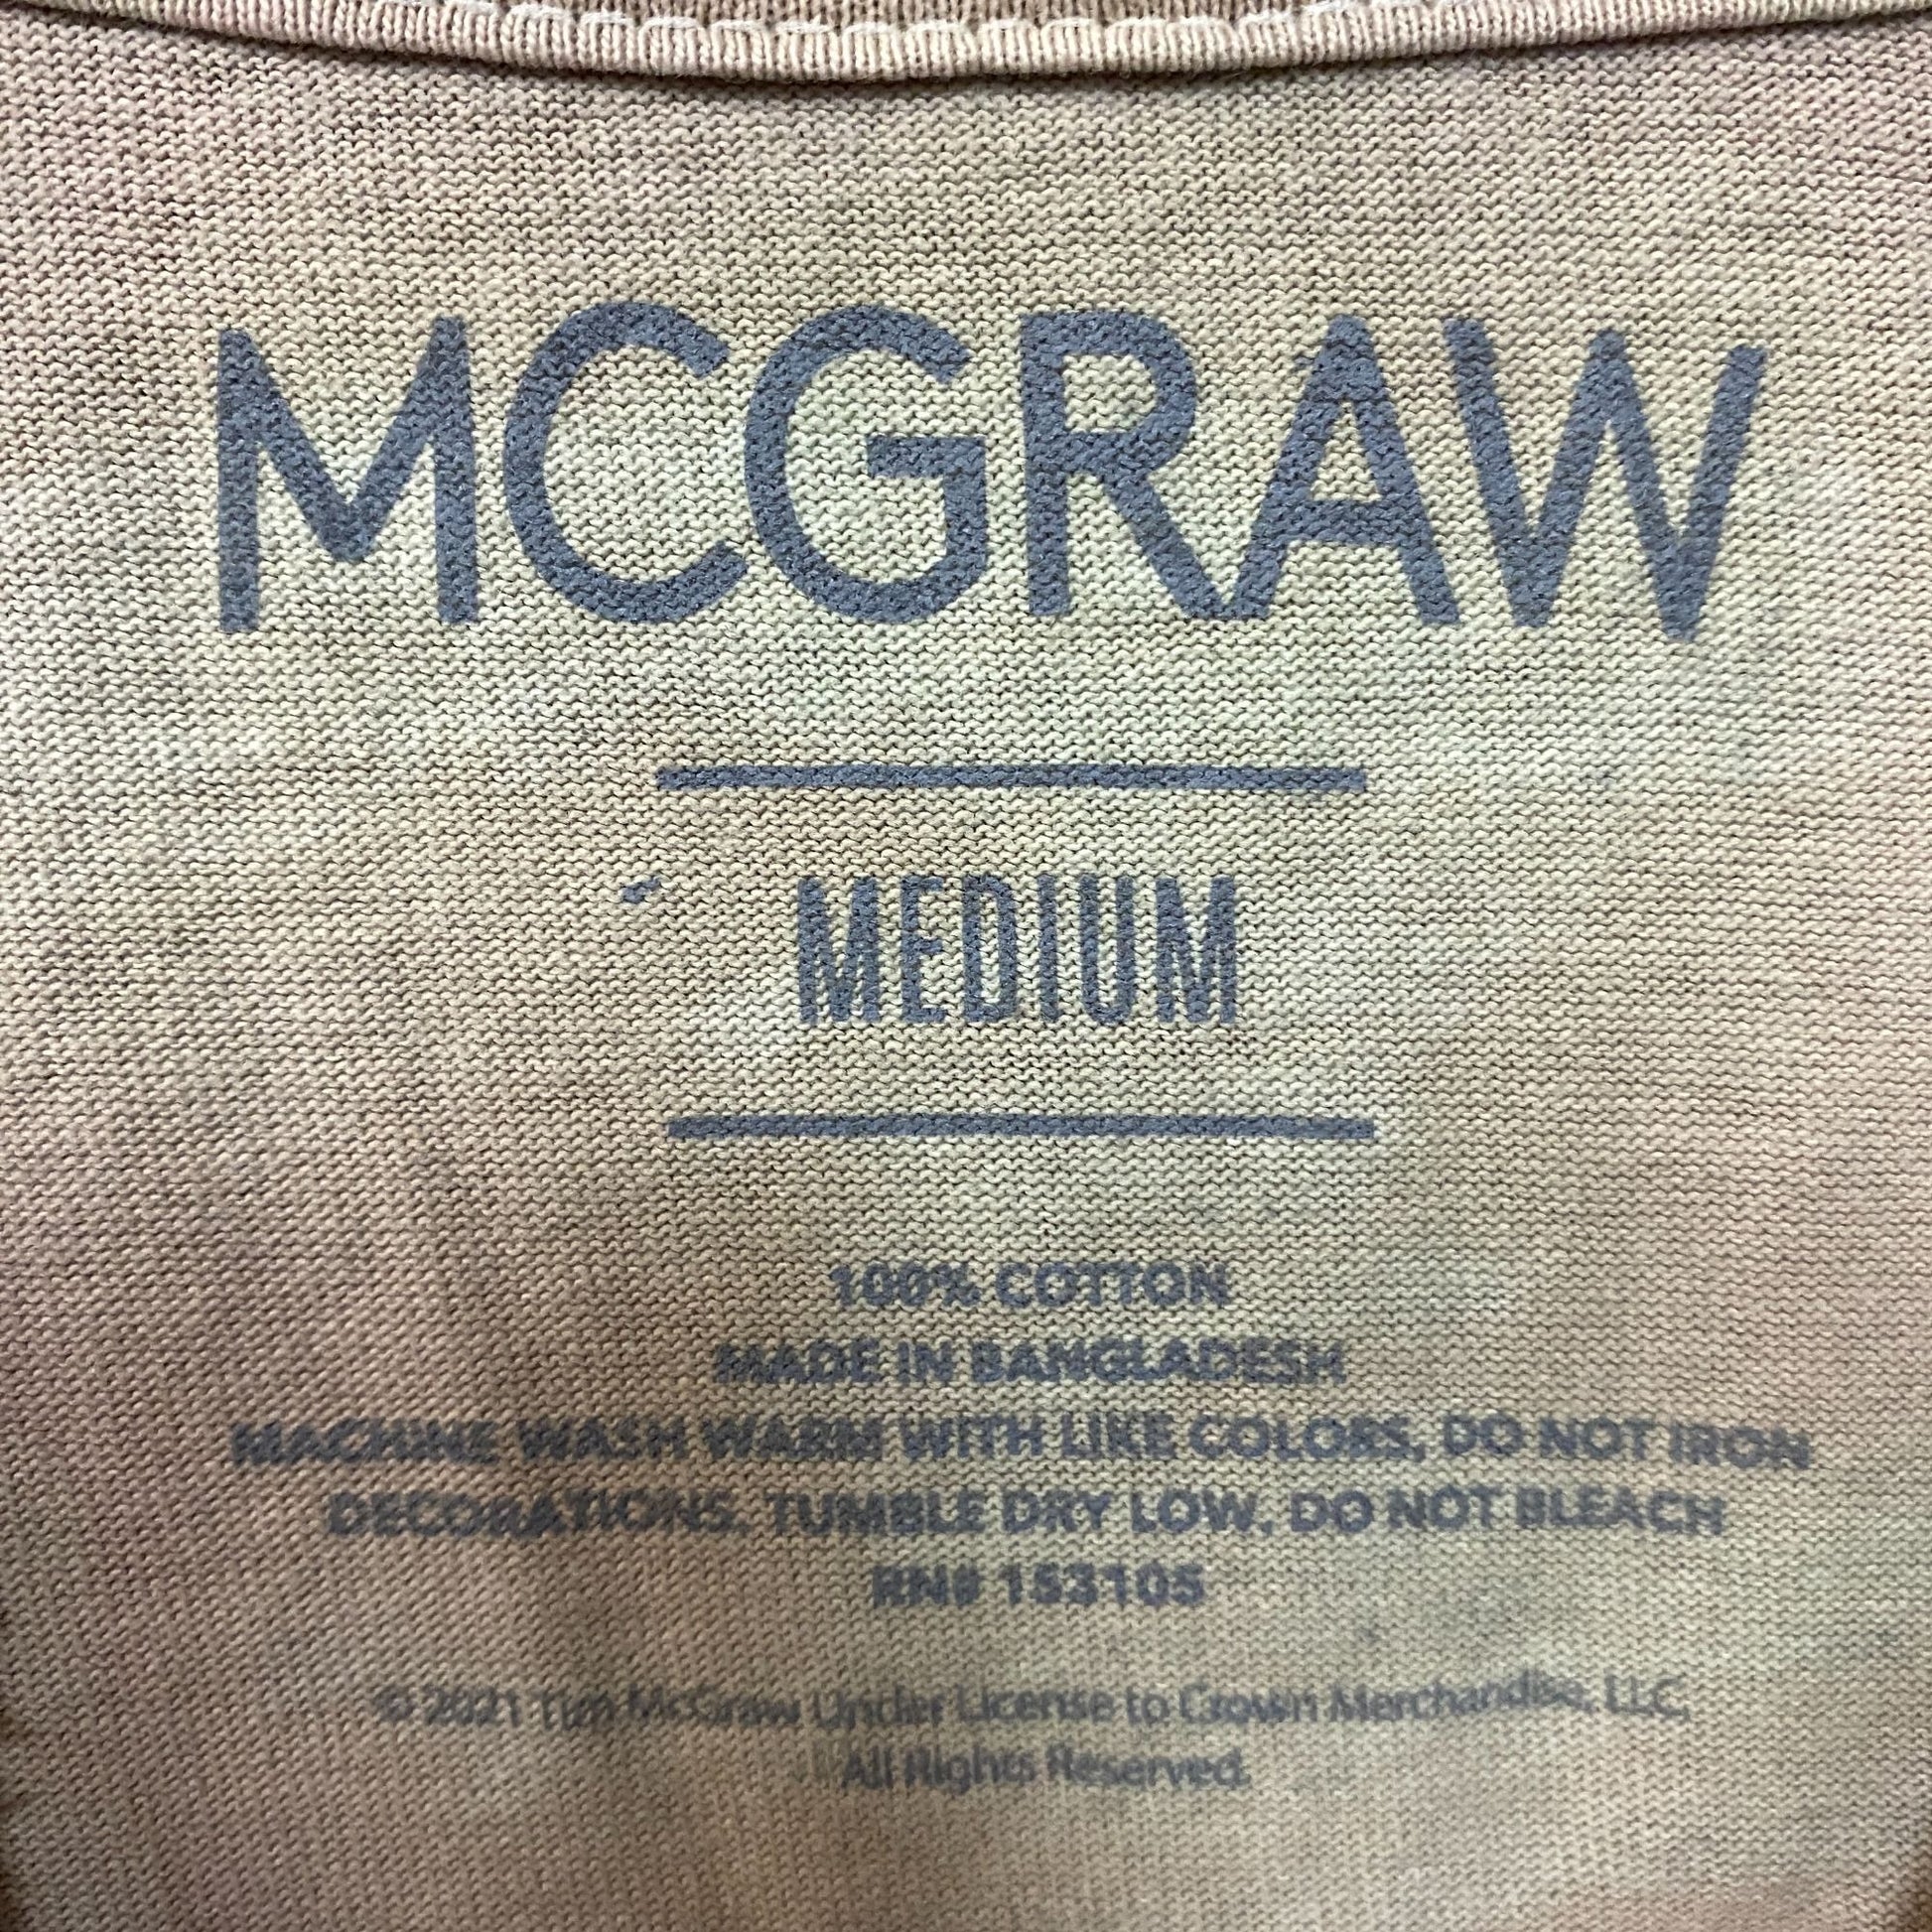 MCGRAW
MEDIUM
100% COTTON
MADE IN BANGLADESH
MACHINE WASH WARM WITH LIKE COLORS, DO NOT IRON
DECORATIONS. TUMBLE DRY LOW, DO NOT BLEACH
RN# 153105
© 2021 Tim McGraw Under License to Crown Merchandise, LLC,
All Rights Reserved.